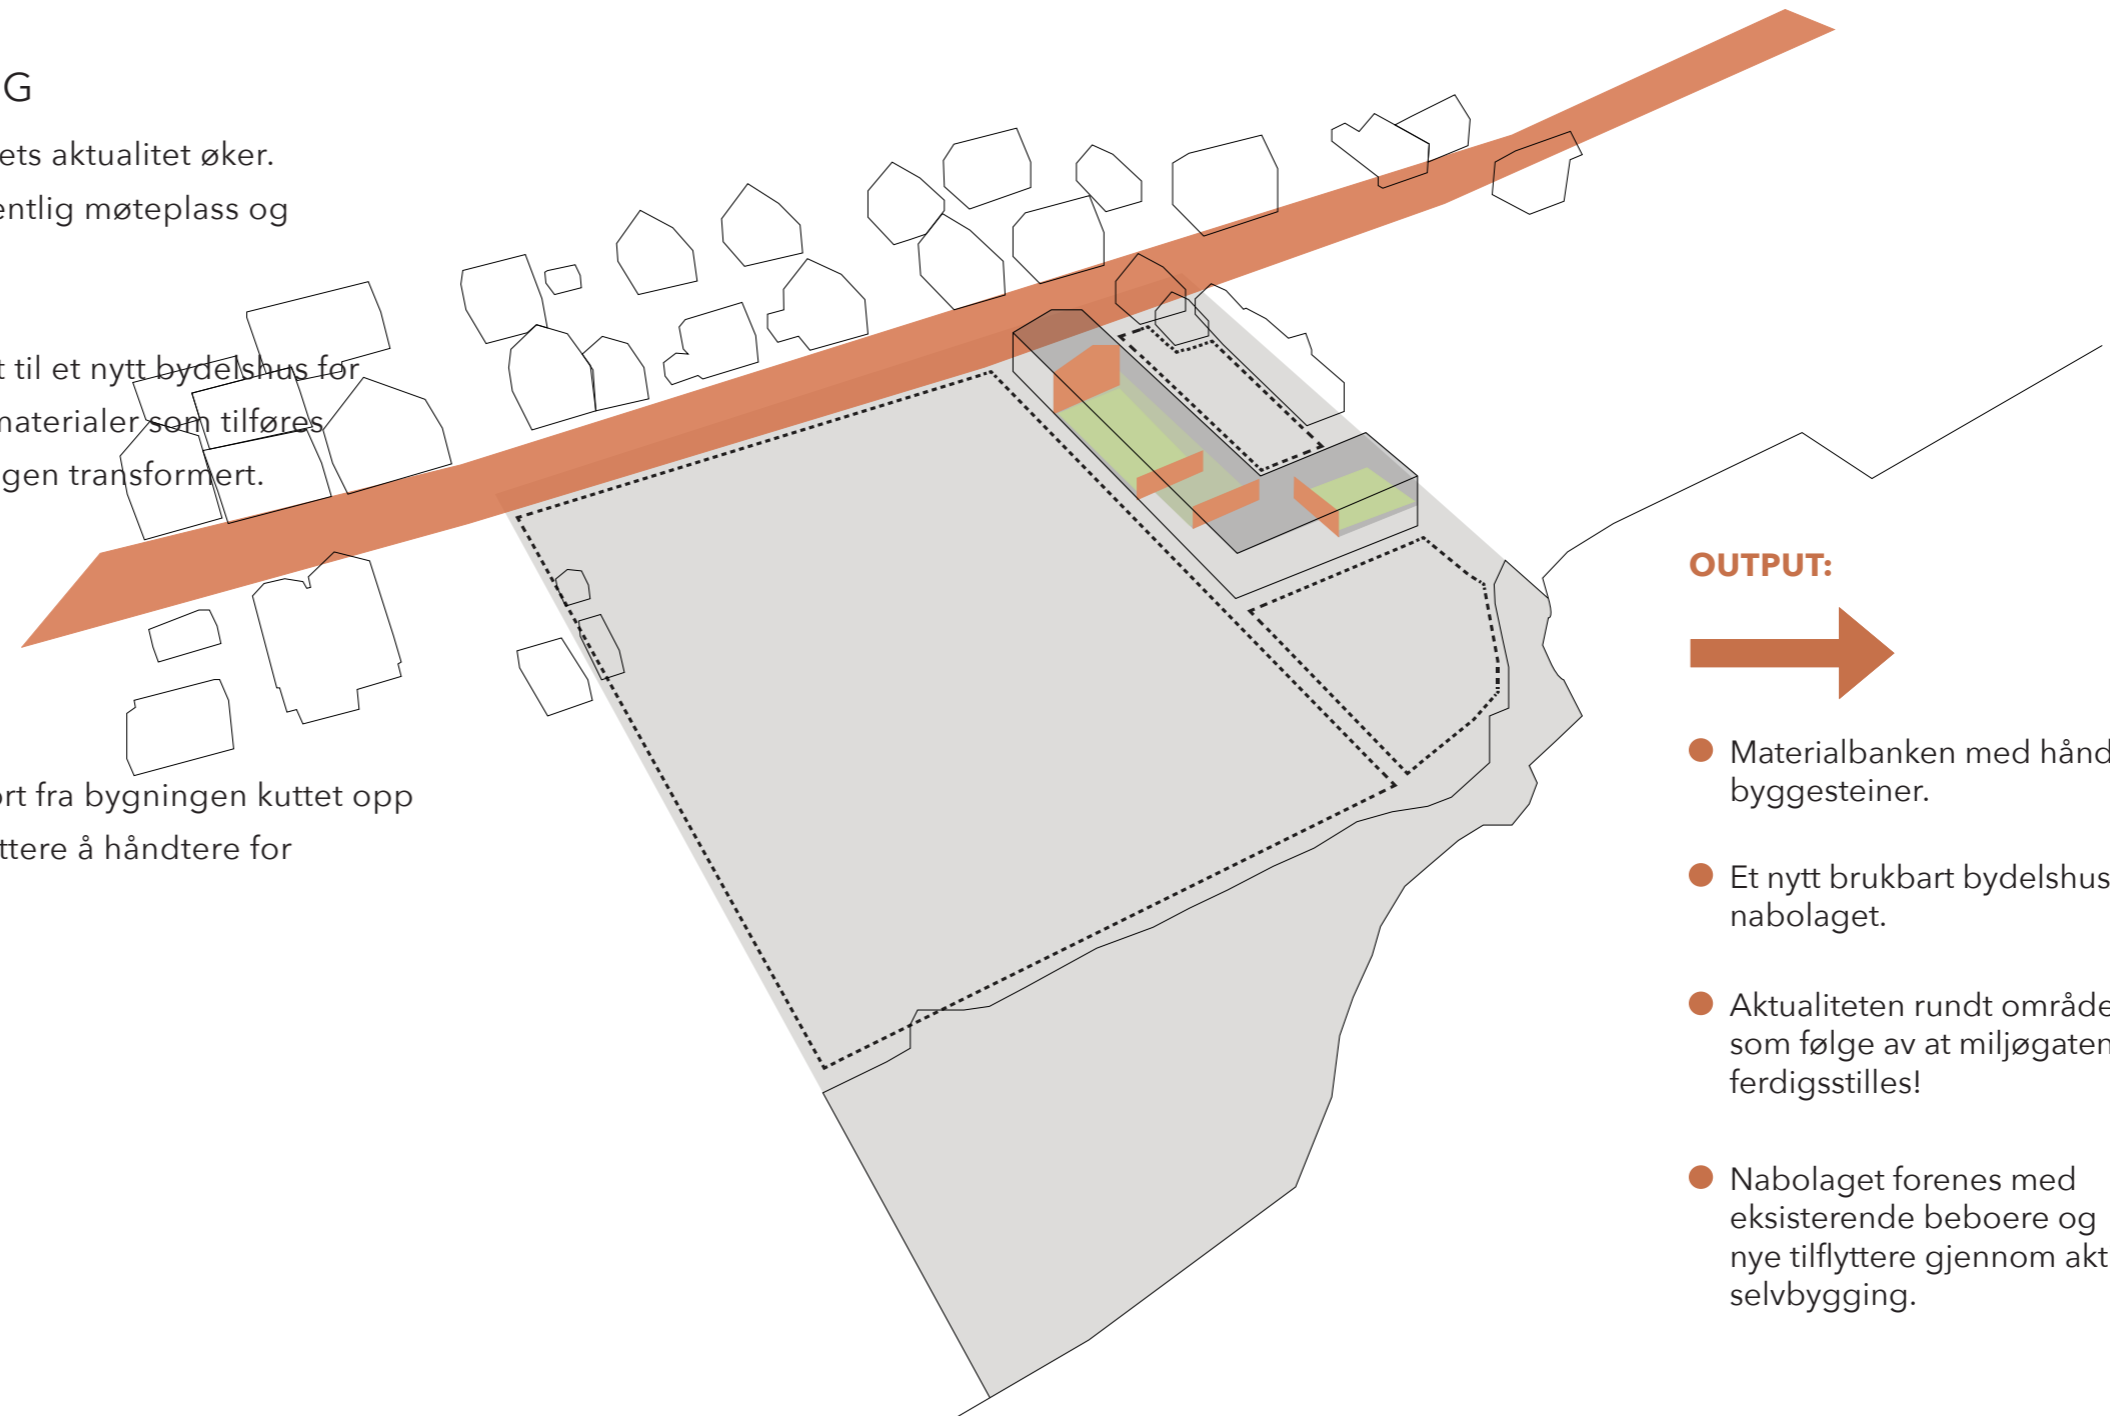 G
ets aktualitet øker.
entlig møteplass og
t til et nytt bydelshus for
materialer som tilføres
gen transformert.
ort fra bygningen kuttet opp
ttere å håndtere for
OUTPUT:
Materialbanken med hånd
byggesteiner.
Et nytt brukbart bydelshus
nabolaget.
Aktualiteten rundt område
som følge av at miljøgaten
ferdigsstilles!
Nabolaget forenes med
eksisterende beboere og
nye tilflyttere gjennom akt
selvbygging.